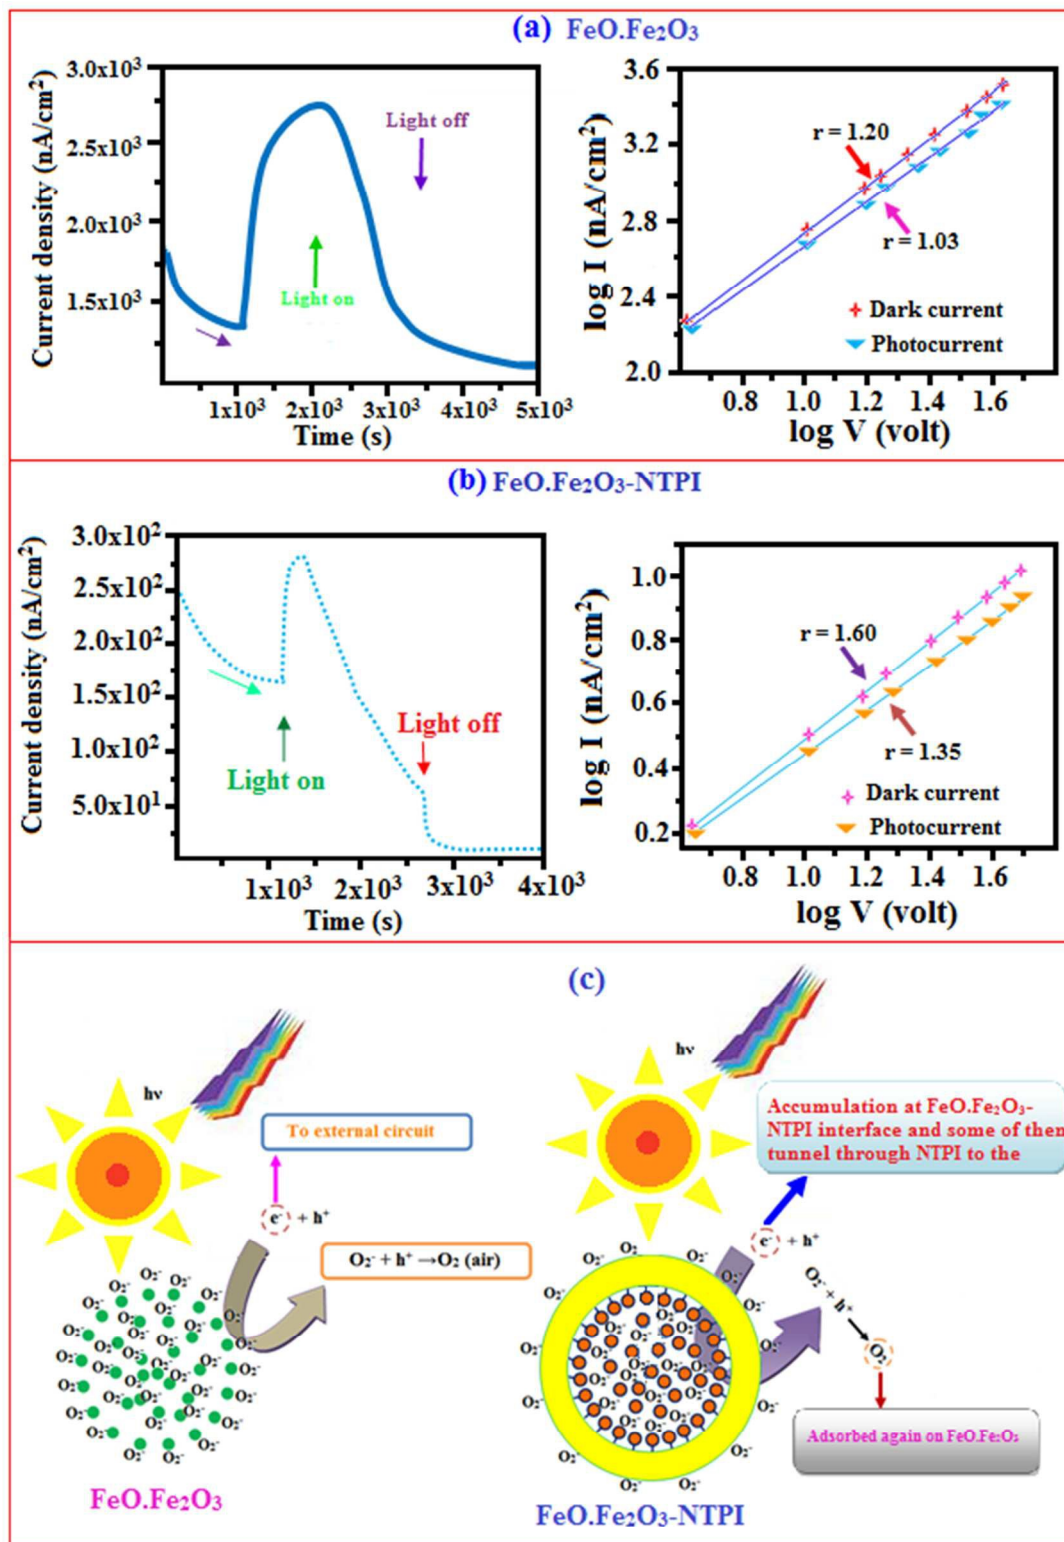 (a) FeO.Fe₂O₃
Current density (nA/cm²)
3.0x10³
2.5x10³
2.0x10³
1.5x10³
Light off
Light on
1x10³ 2x10³ 3x10³ 4x10³ 5x10³
Time (s)
log I (nA/cm²)
3.6
3.2
2.8
2.4
2.0
r = 1.20
r = 1.03
Dark current
Photocurrent
0.8 1.0 1.2 1.4 1.6
log V (volt)
(b) FeO.Fe₂O₃-NTPI
Current density (nA/cm²)
3.0x10²
2.5x10²
2.0x10²
1.5x10²
1.0x10²
5.0x10¹
Light on
Light off
1x10³ 2x10³ 3x10³ 4x10³
Time (s)
log I (nA/cm²)
1.0
0.8
0.6
0.4
0.2
r = 1.60
r = 1.35
Dark current
Photocurrent
0.8 1.0 1.2 1.4 1.6
log V (volt)
(c)
hν
To external circuit
e⁻ + h⁺
O₂⁻ + h⁺ →O₂ (air)
O₂⁻
FeO.Fe₂O₃
hν
Accumulation at FeO.Fe₂O₃-
NTPI interface and some of then
tunnel through NTPI to the
e⁻ + h⁺
O₂⁻ + h⁺
O₂
Adsorbed again on FeO.Fe₂O₃
O₂⁻
FeO.Fe₂O₃-NTPI